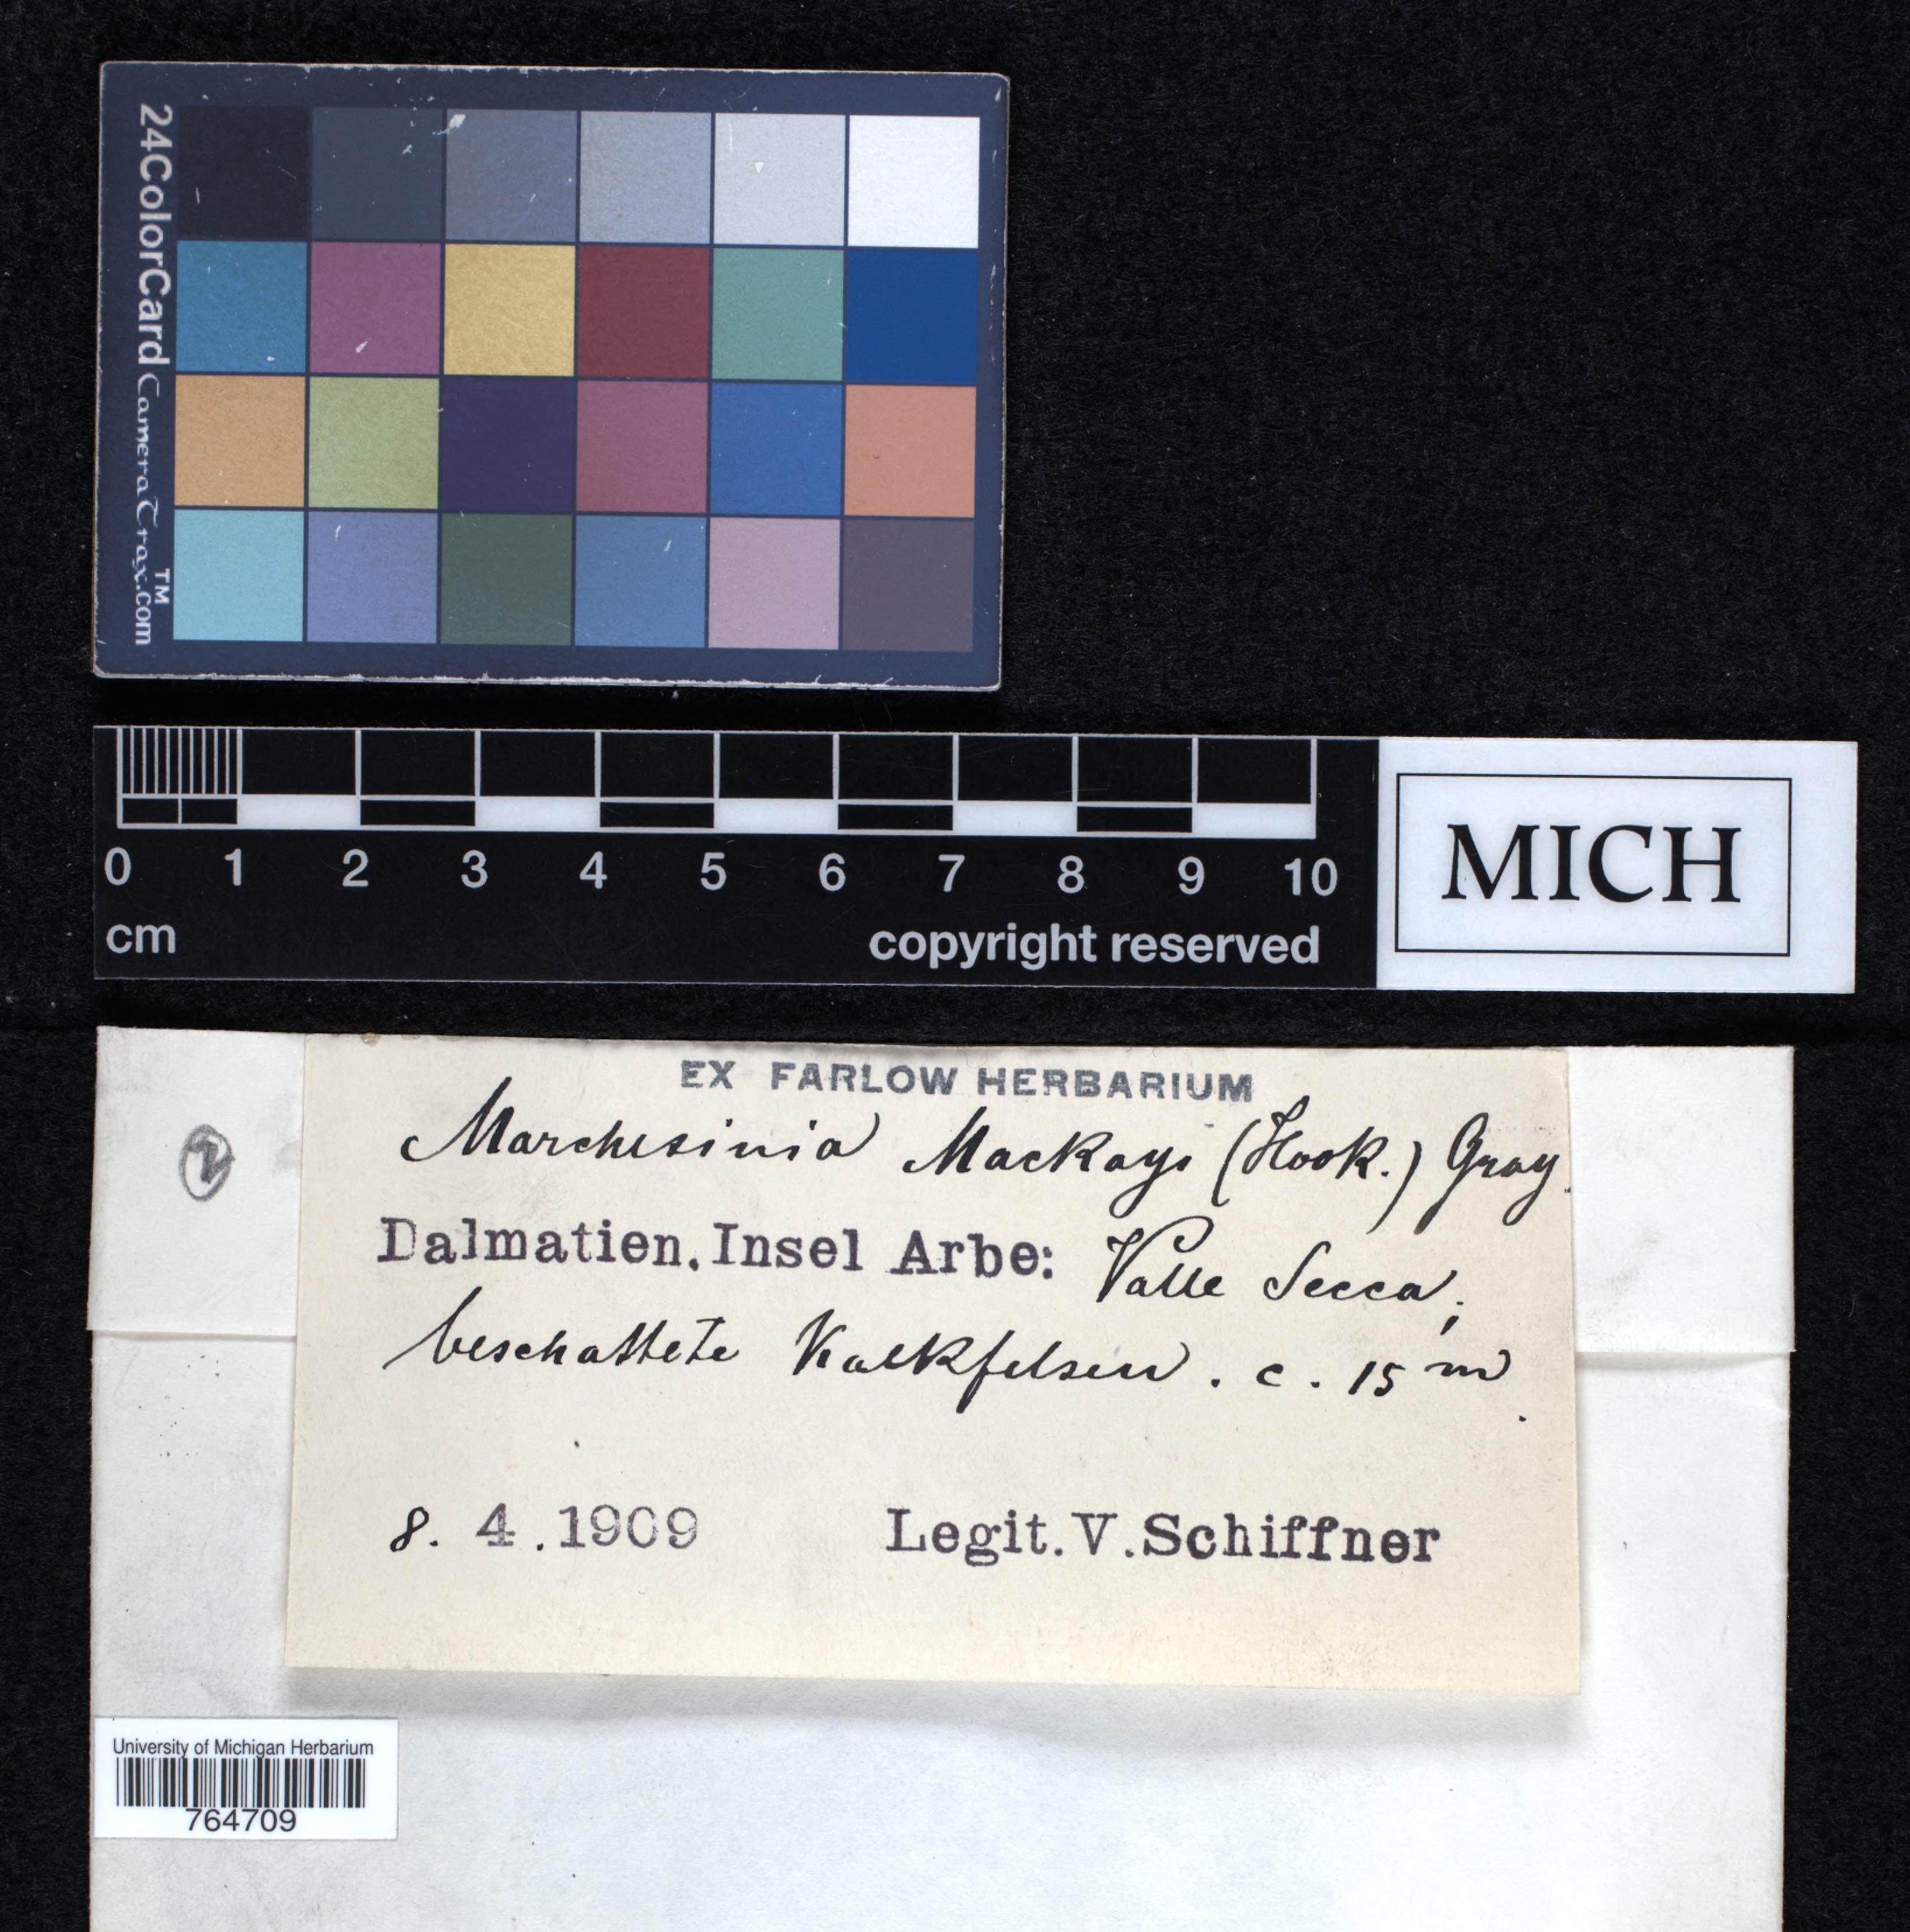 24ColorCard CameraTrax.com™
0 1 2 3 4 5 6 7 8 9 10
cm copyright reserved
MICH
EX FARLOW HERBARIUM
2
Marchesinia Mackayi (Hook.) Gray.
Dalmatien. Insel Arbe: Valle Secca;
beschattete Kalkfelsen. c. 15 m.
8. 4. 1909 Legit. V. Schiffner
University of Michigan Herbarium
764709